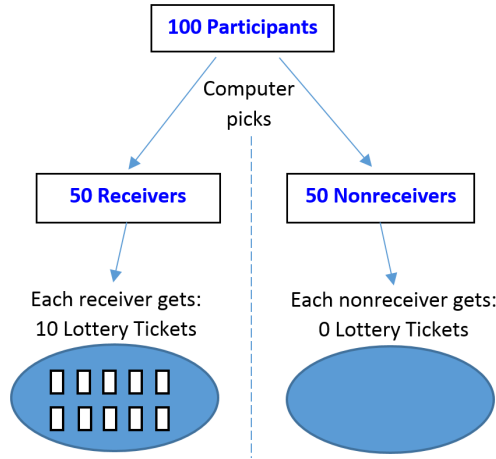 100 Participants
Computer
picks
50 Receivers
50 Nonreceivers
Each receiver gets:
10 Lottery Tickets
Each nonreceiver gets:
0 Lottery Tickets